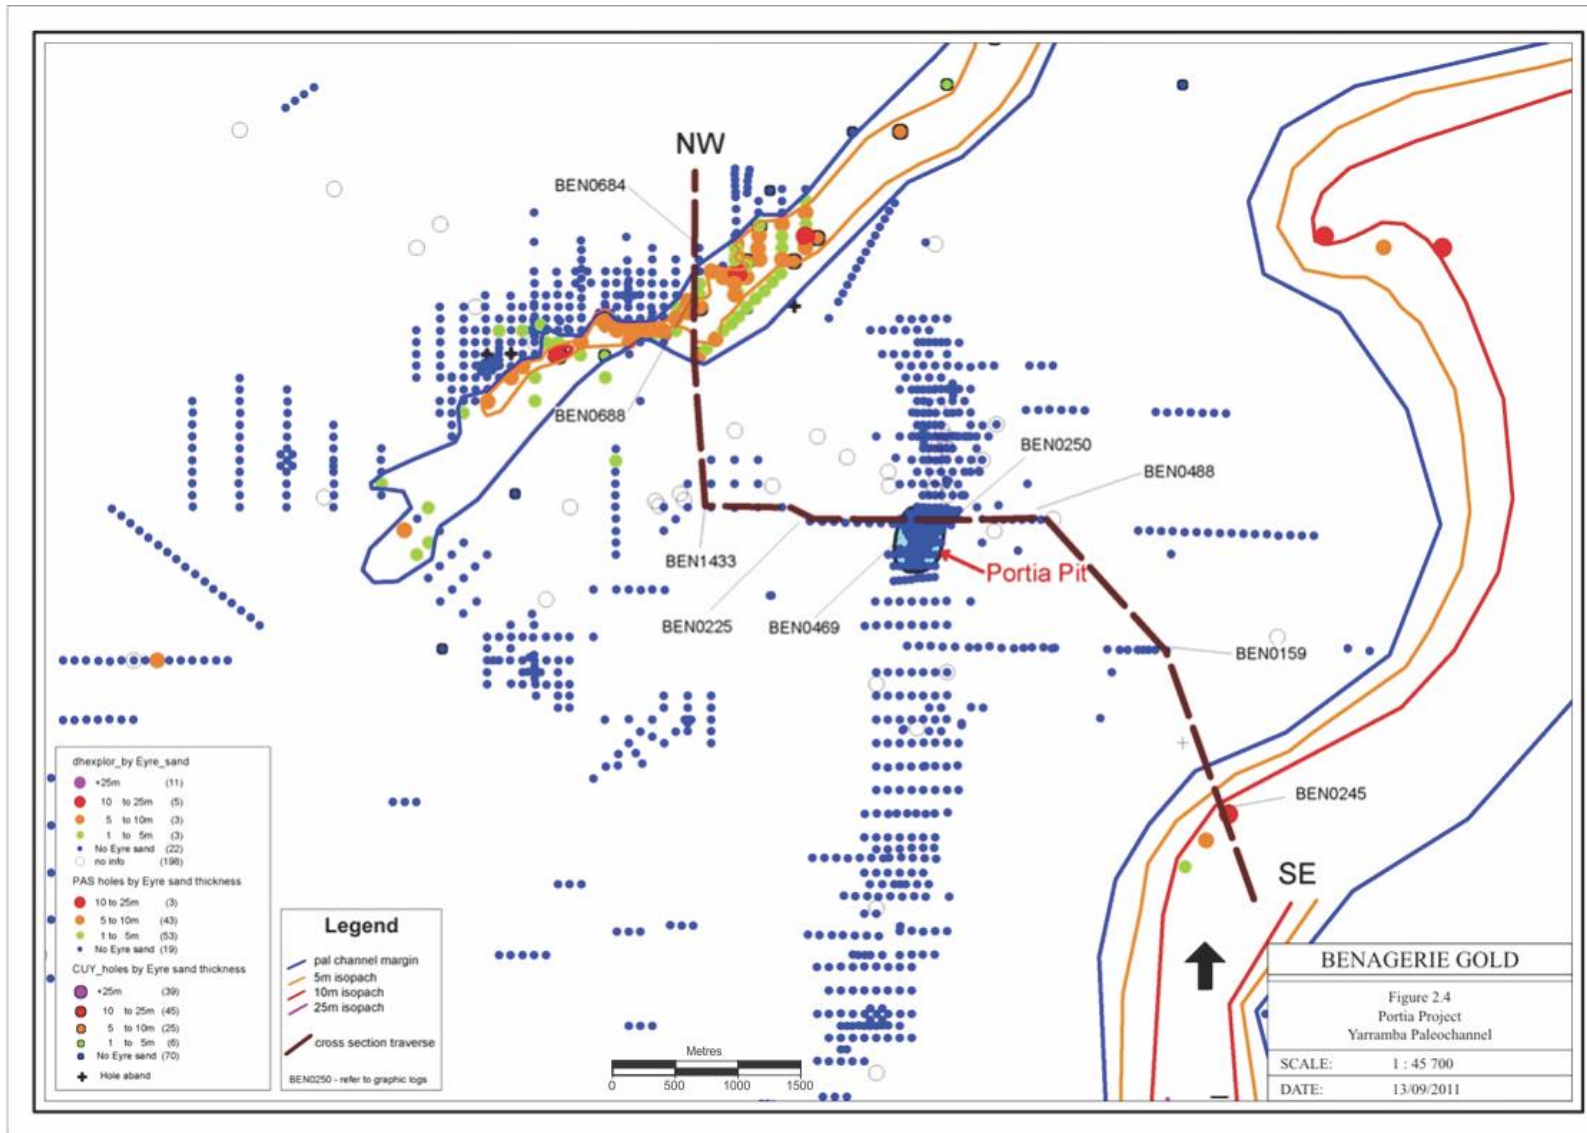 NW
BEN0684
BEN0688
BEN0250
BEN0488
BEN1433
Portia Pit
BEN0225
BEN0469
BEN0159
BEN0245
SE
dhexplor_by Eyre_sand
+25m (11)
10 to 25m (5)
5 to 10m (3)
1 to 5m (3)
No Eyre sand (22)
no info (198)
PAS holes by Eyre sand thickness
10 to 25m (3)
5 to 10m (43)
1 to 5m (53)
No Eyre sand (19)
CUY_holes by Eyre sand thickness
+25m (39)
10 to 25m (45)
5 to 10m (25)
1 to 5m (6)
No Eyre sand (70)
Hole aband
Legend
pal channel margin
5m isopach
10m isopach
25m isopach
cross section traverse
BEN0250 - refer to graphic logs
Metres
0 500 1000 1500
BENAGERIE GOLD
Figure 2.4
Portia Project
Yarramba Paleochannel
SCALE: 1 : 45 700
DATE: 13/09/2011